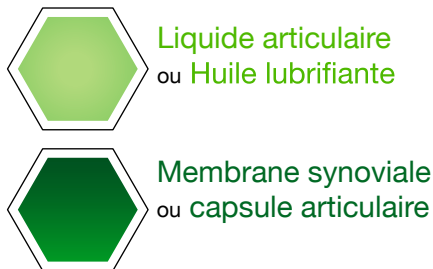 Liquide articulaire
ou Huile lubrifiante
Membrane synoviale
ou capsule articulaire